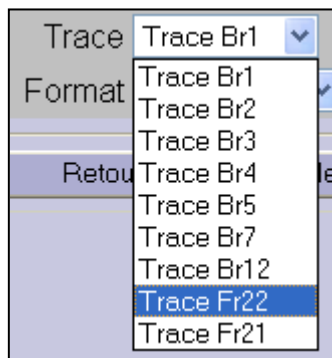 Trace Trace Br1
Format Trace Br1
Trace Br2
Trace Br3
Trace Br4
Retou Trace Br5
Trace Br7
Trace Br12
Trace Fr22
Trace Fr21